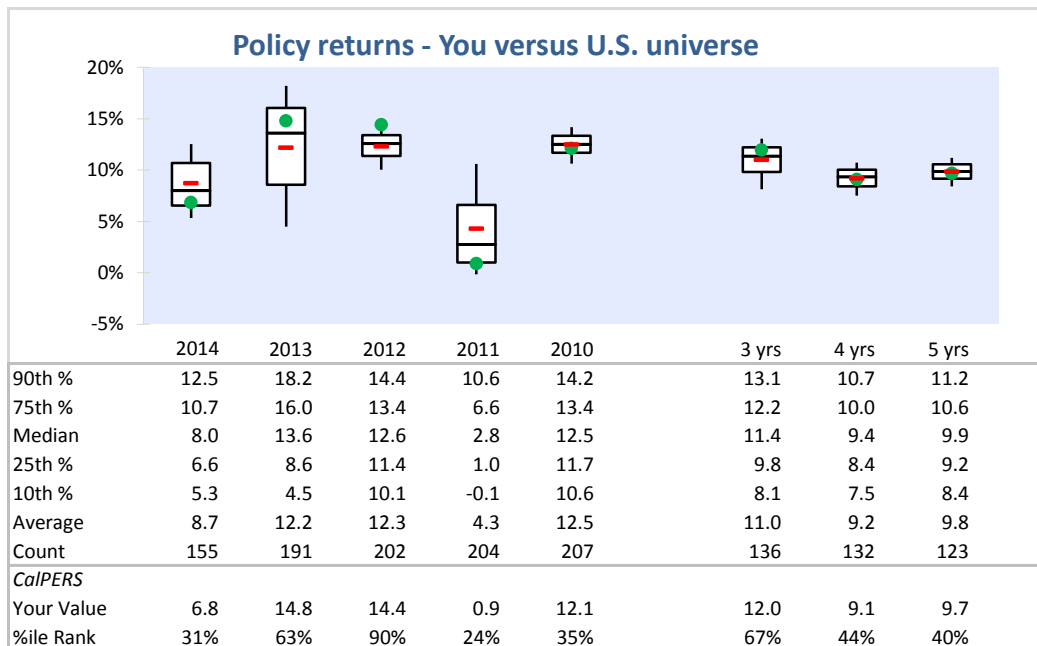 Policy returns - You versus U.S. universe
20%
15%
10%
5%
0%
-5%
2014 2013 2012 2011 2010 3 yrs 4 yrs 5 yrs
90th % 12.5 18.2 14.4 10.6 14.2 13.1 10.7 11.2
75th % 10.7 16.0 13.4 6.6 13.4 12.2 10.0 10.6
Median 8.0 13.6 12.6 2.8 12.5 11.4 9.4 9.9
25th % 6.6 8.6 11.4 1.0 11.7 9.8 8.4 9.2
10th % 5.3 4.5 10.1 -0.1 10.6 8.1 7.5 8.4
Average 8.7 12.2 12.3 4.3 12.5 11.0 9.2 9.8
Count 155 191 202 204 207 136 132 123
CalPERS
Your Value 6.8 14.8 14.4 0.9 12.1 12.0 9.1 9.7
%ile Rank 31% 63% 90% 24% 35% 67% 44% 40%